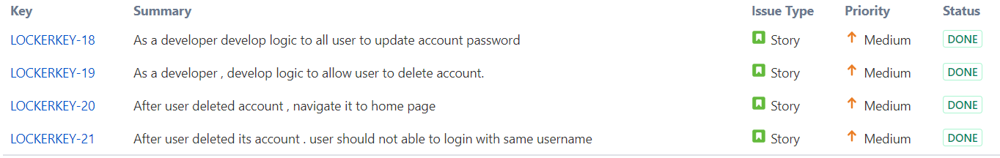 Key Summary Issue Type Priority Status
LOCKERKEY-18 As a developer develop logic to all user to update account password Story Medium DONE
LOCKERKEY-19 As a developer , develop logic to allow user to delete account. Story Medium DONE
LOCKERKEY-20 After user deleted account , navigate it to home page Story Medium DONE
LOCKERKEY-21 After user deleted its account . user should not able to login with same username Story Medium DONE